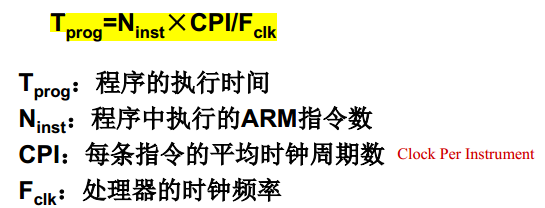 Tprog=Ninst×CPI/Fclk
Tprog：程序的执行时间
Ninst：程序中执行的ARM指令数
CPI：每条指令的平均时钟周期数 Clock Per Instrument
Fclk：处理器的时钟频率